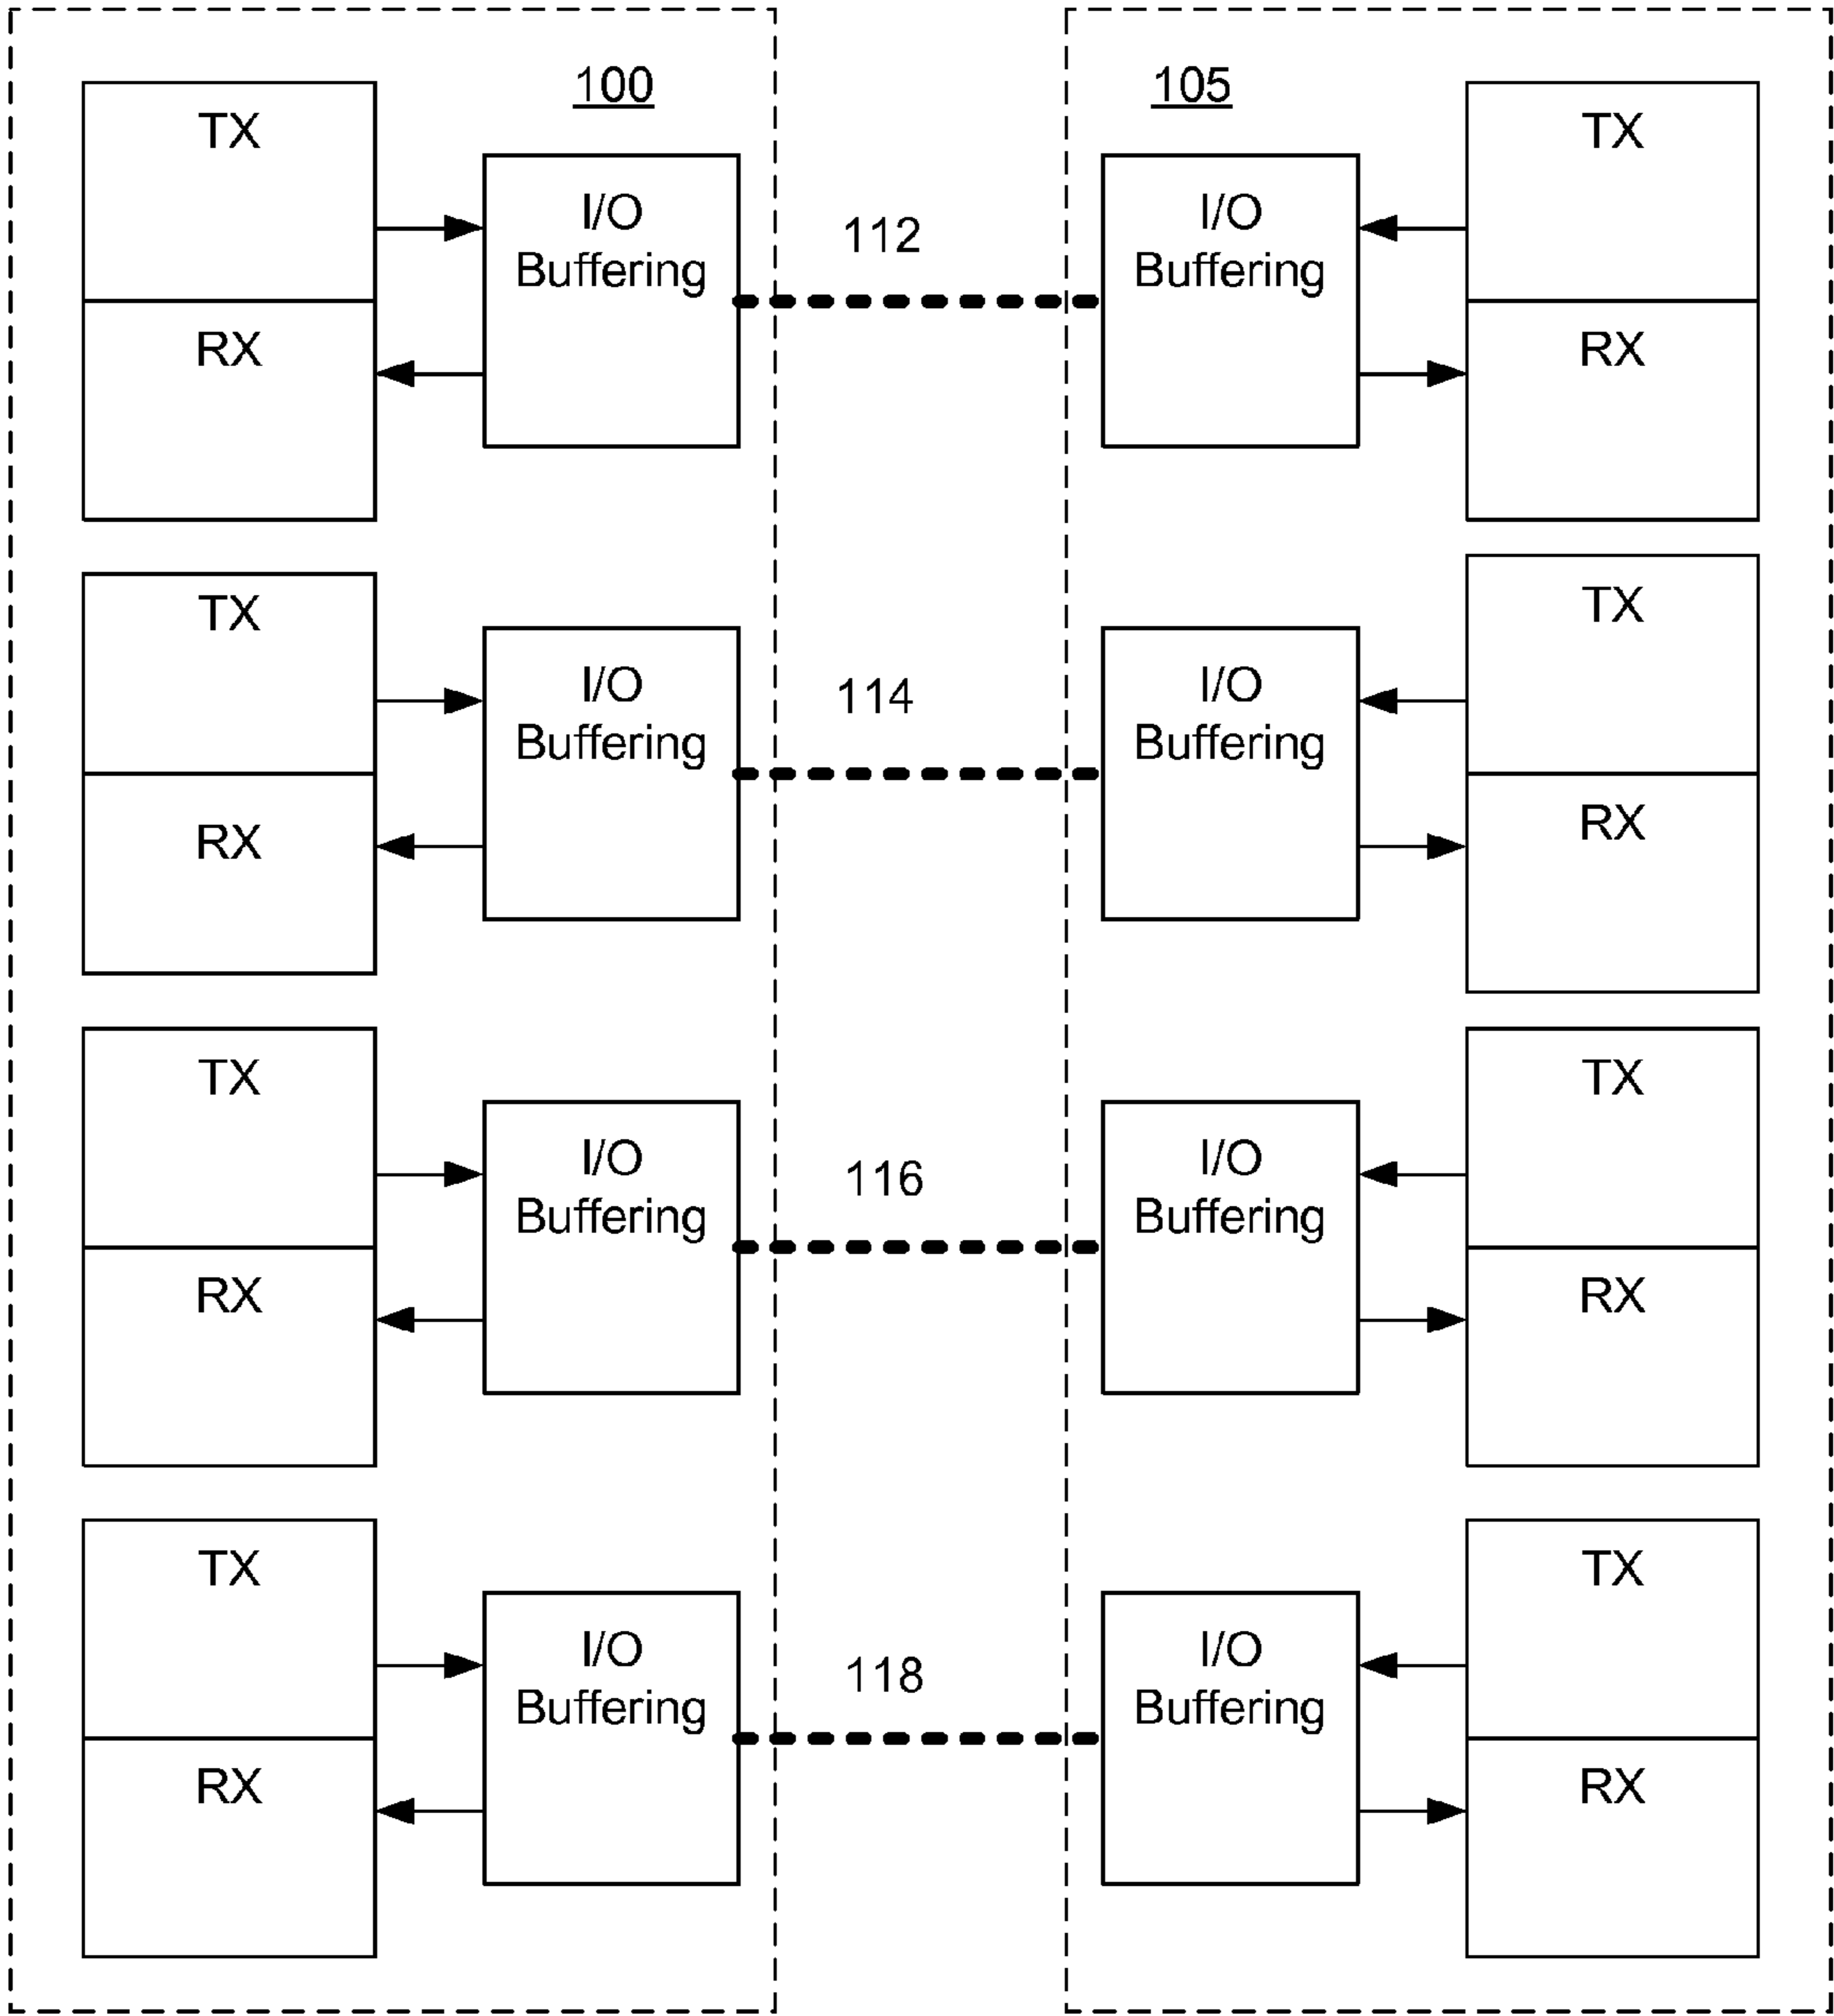 100
105
TX
I/O
Buffering
RX
112
I/O
Buffering
TX
RX
TX
I/O
Buffering
RX
114
I/O
Buffering
TX
RX
TX
I/O
Buffering
RX
116
I/O
Buffering
TX
RX
TX
I/O
Buffering
RX
118
I/O
Buffering
TX
RX